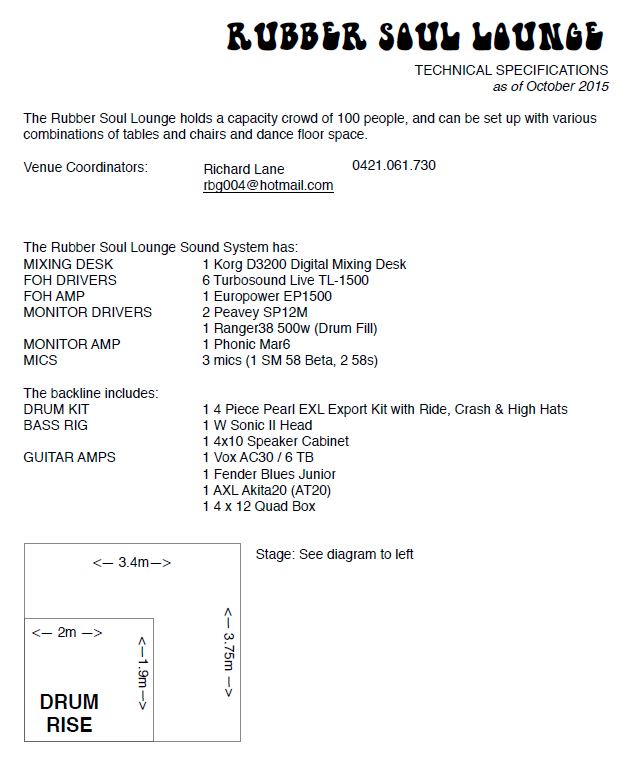 RUBBER SOUL LOUNGE
TECHNICAL SPECIFICATIONS
as of October 2015
The Rubber Soul Lounge holds a capacity crowd of 100 people, and can be set up with various
combinations of tables and chairs and dance floor space.
Venue Coordinators: Richard Lane 0421.061.730
rbg004@hotmail.com
The Rubber Soul Lounge Sound System has:
MIXING DESK 1 Korg D3200 Digital Mixing Desk
FOH DRIVERS 6 Turbosound Live TL-1500
FOH AMP 1 Europower EP1500
MONITOR DRIVERS 2 Peavey SP12M
1 Ranger38 500w (Drum Fill)
MONITOR AMP 1 Phonic Mar6
MICS 3 mics (1 SM 58 Beta, 2 58s)
The backline includes:
DRUM KIT 1 4 Piece Pearl EXL Export Kit with Ride, Crash & High Hats
BASS RIG 1 W Sonic II Head
1 4x10 Speaker Cabinet
GUITAR AMPS 1 Vox AC30 / 6 TB
1 Fender Blues Junior
1 AXL Akita20 (AT20)
1 4 x 12 Quad Box
Stage: See diagram to left
<— 3.4m—>
<— 3.75m —>
<— 2m —>
<—1.9m—>
DRUM
RISE